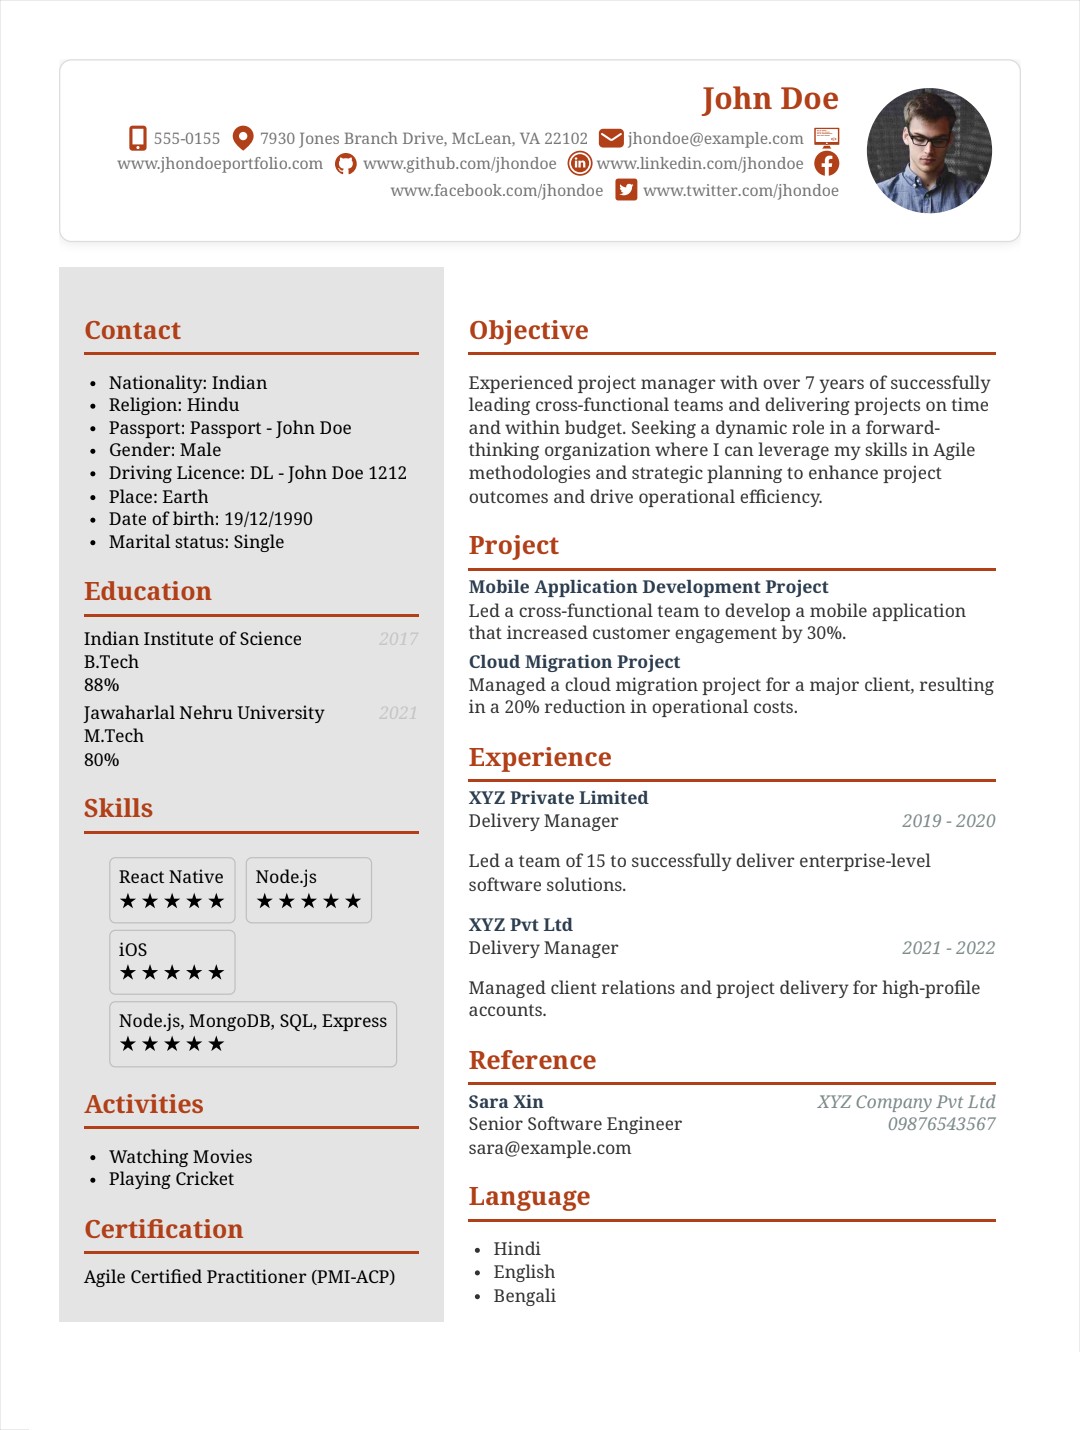 John Doe
555-0155 7930 Jones Branch Drive, McLean, VA 22102 jhondoe@example.com
www.jhondoeportfolio.com www.github.com/jhondoe www.linkedin.com/jhondoe
www.facebook.com/jhondoe www.twitter.com/jhondoe
Contact
• Nationality: Indian
• Religion: Hindu
• Passport: Passport - John Doe
• Gender: Male
• Driving Licence: DL - John Doe 1212
• Place: Earth
• Date of birth: 19/12/1990
• Marital status: Single
Education
Indian Institute of Science 2017
B.Tech
88%
Jawaharlal Nehru University 2021
M.Tech
80%
Skills
React Native Node.js
★★★★★ ★★★★★
iOS
★★★★★
Node.js, MongoDB, SQL, Express
★★★★★
Activities
• Watching Movies
• Playing Cricket
Certification
Agile Certified Practitioner (PMI-ACP)
Objective
Experienced project manager with over 7 years of successfully
leading cross-functional teams and delivering projects on time
and within budget. Seeking a dynamic role in a forward-
thinking organization where I can leverage my skills in Agile
methodologies and strategic planning to enhance project
outcomes and drive operational efficiency.
Project
Mobile Application Development Project
Led a cross-functional team to develop a mobile application
that increased customer engagement by 30%.
Cloud Migration Project
Managed a cloud migration project for a major client, resulting
in a 20% reduction in operational costs.
Experience
XYZ Private Limited
Delivery Manager 2019 - 2020
Led a team of 15 to successfully deliver enterprise-level
software solutions.
XYZ Pvt Ltd
Delivery Manager 2021 - 2022
Managed client relations and project delivery for high-profile
accounts.
Reference
Sara Xin XYZ Company Pvt Ltd
Senior Software Engineer 09876543567
sara@example.com
Language
• Hindi
• English
• Bengali